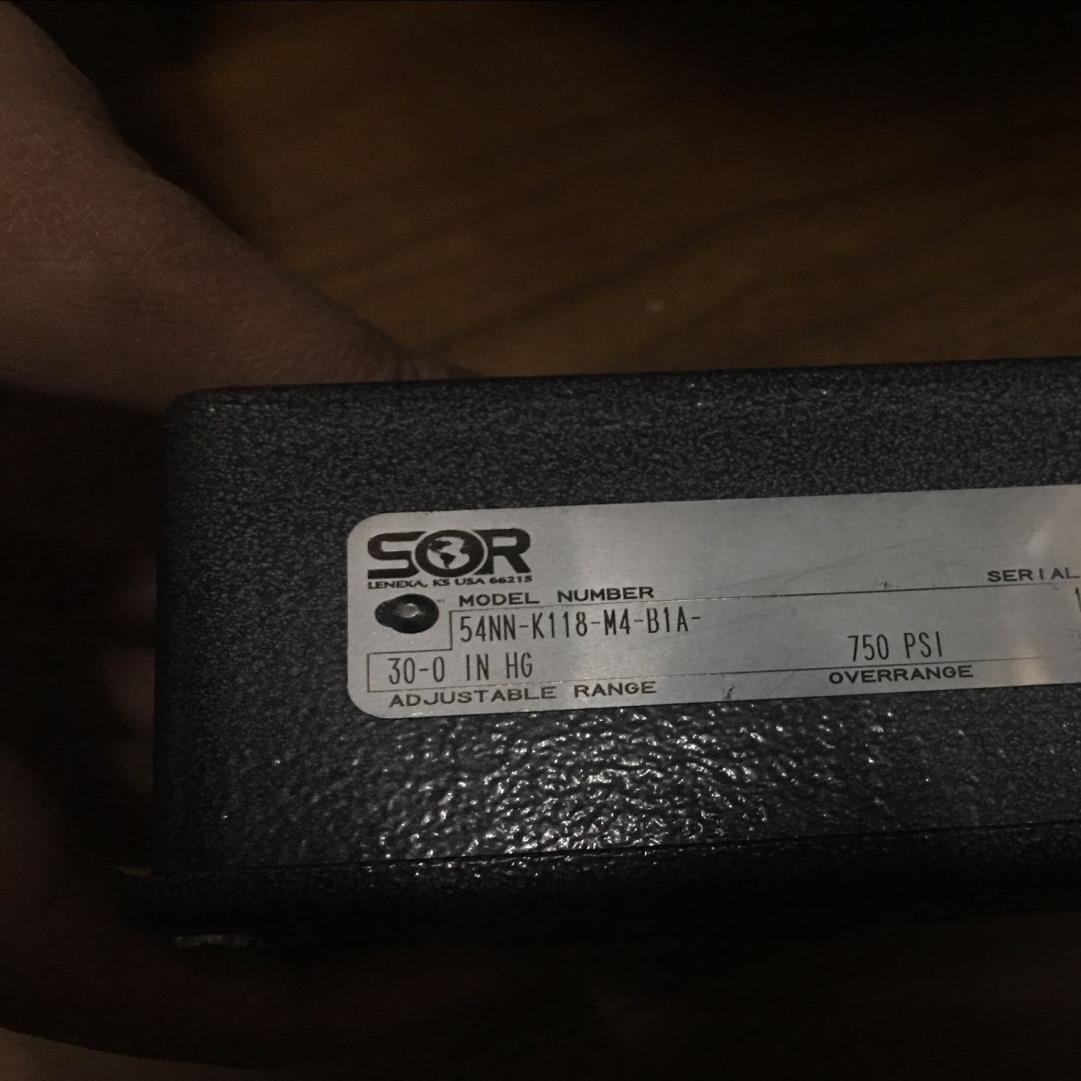 SOR
LENEXA, KS USA 66215
MODEL NUMBER
SERIAL
54NN-K118-M4-B1A-
30-0 IN HG
750 PSI
ADJUSTABLE RANGE
OVERRANGE